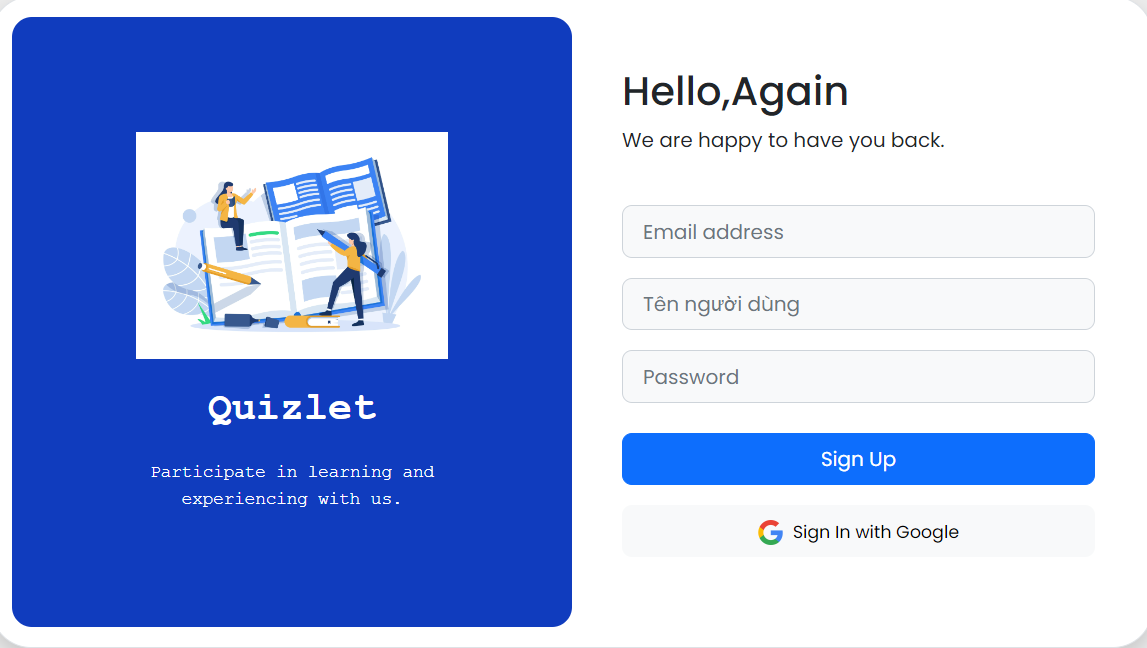 Quizlet
Participate in learning and
experiencing with us.
Hello,Again
We are happy to have you back.
Email address
Tên người dùng
Password
Sign Up
Sign In with Google